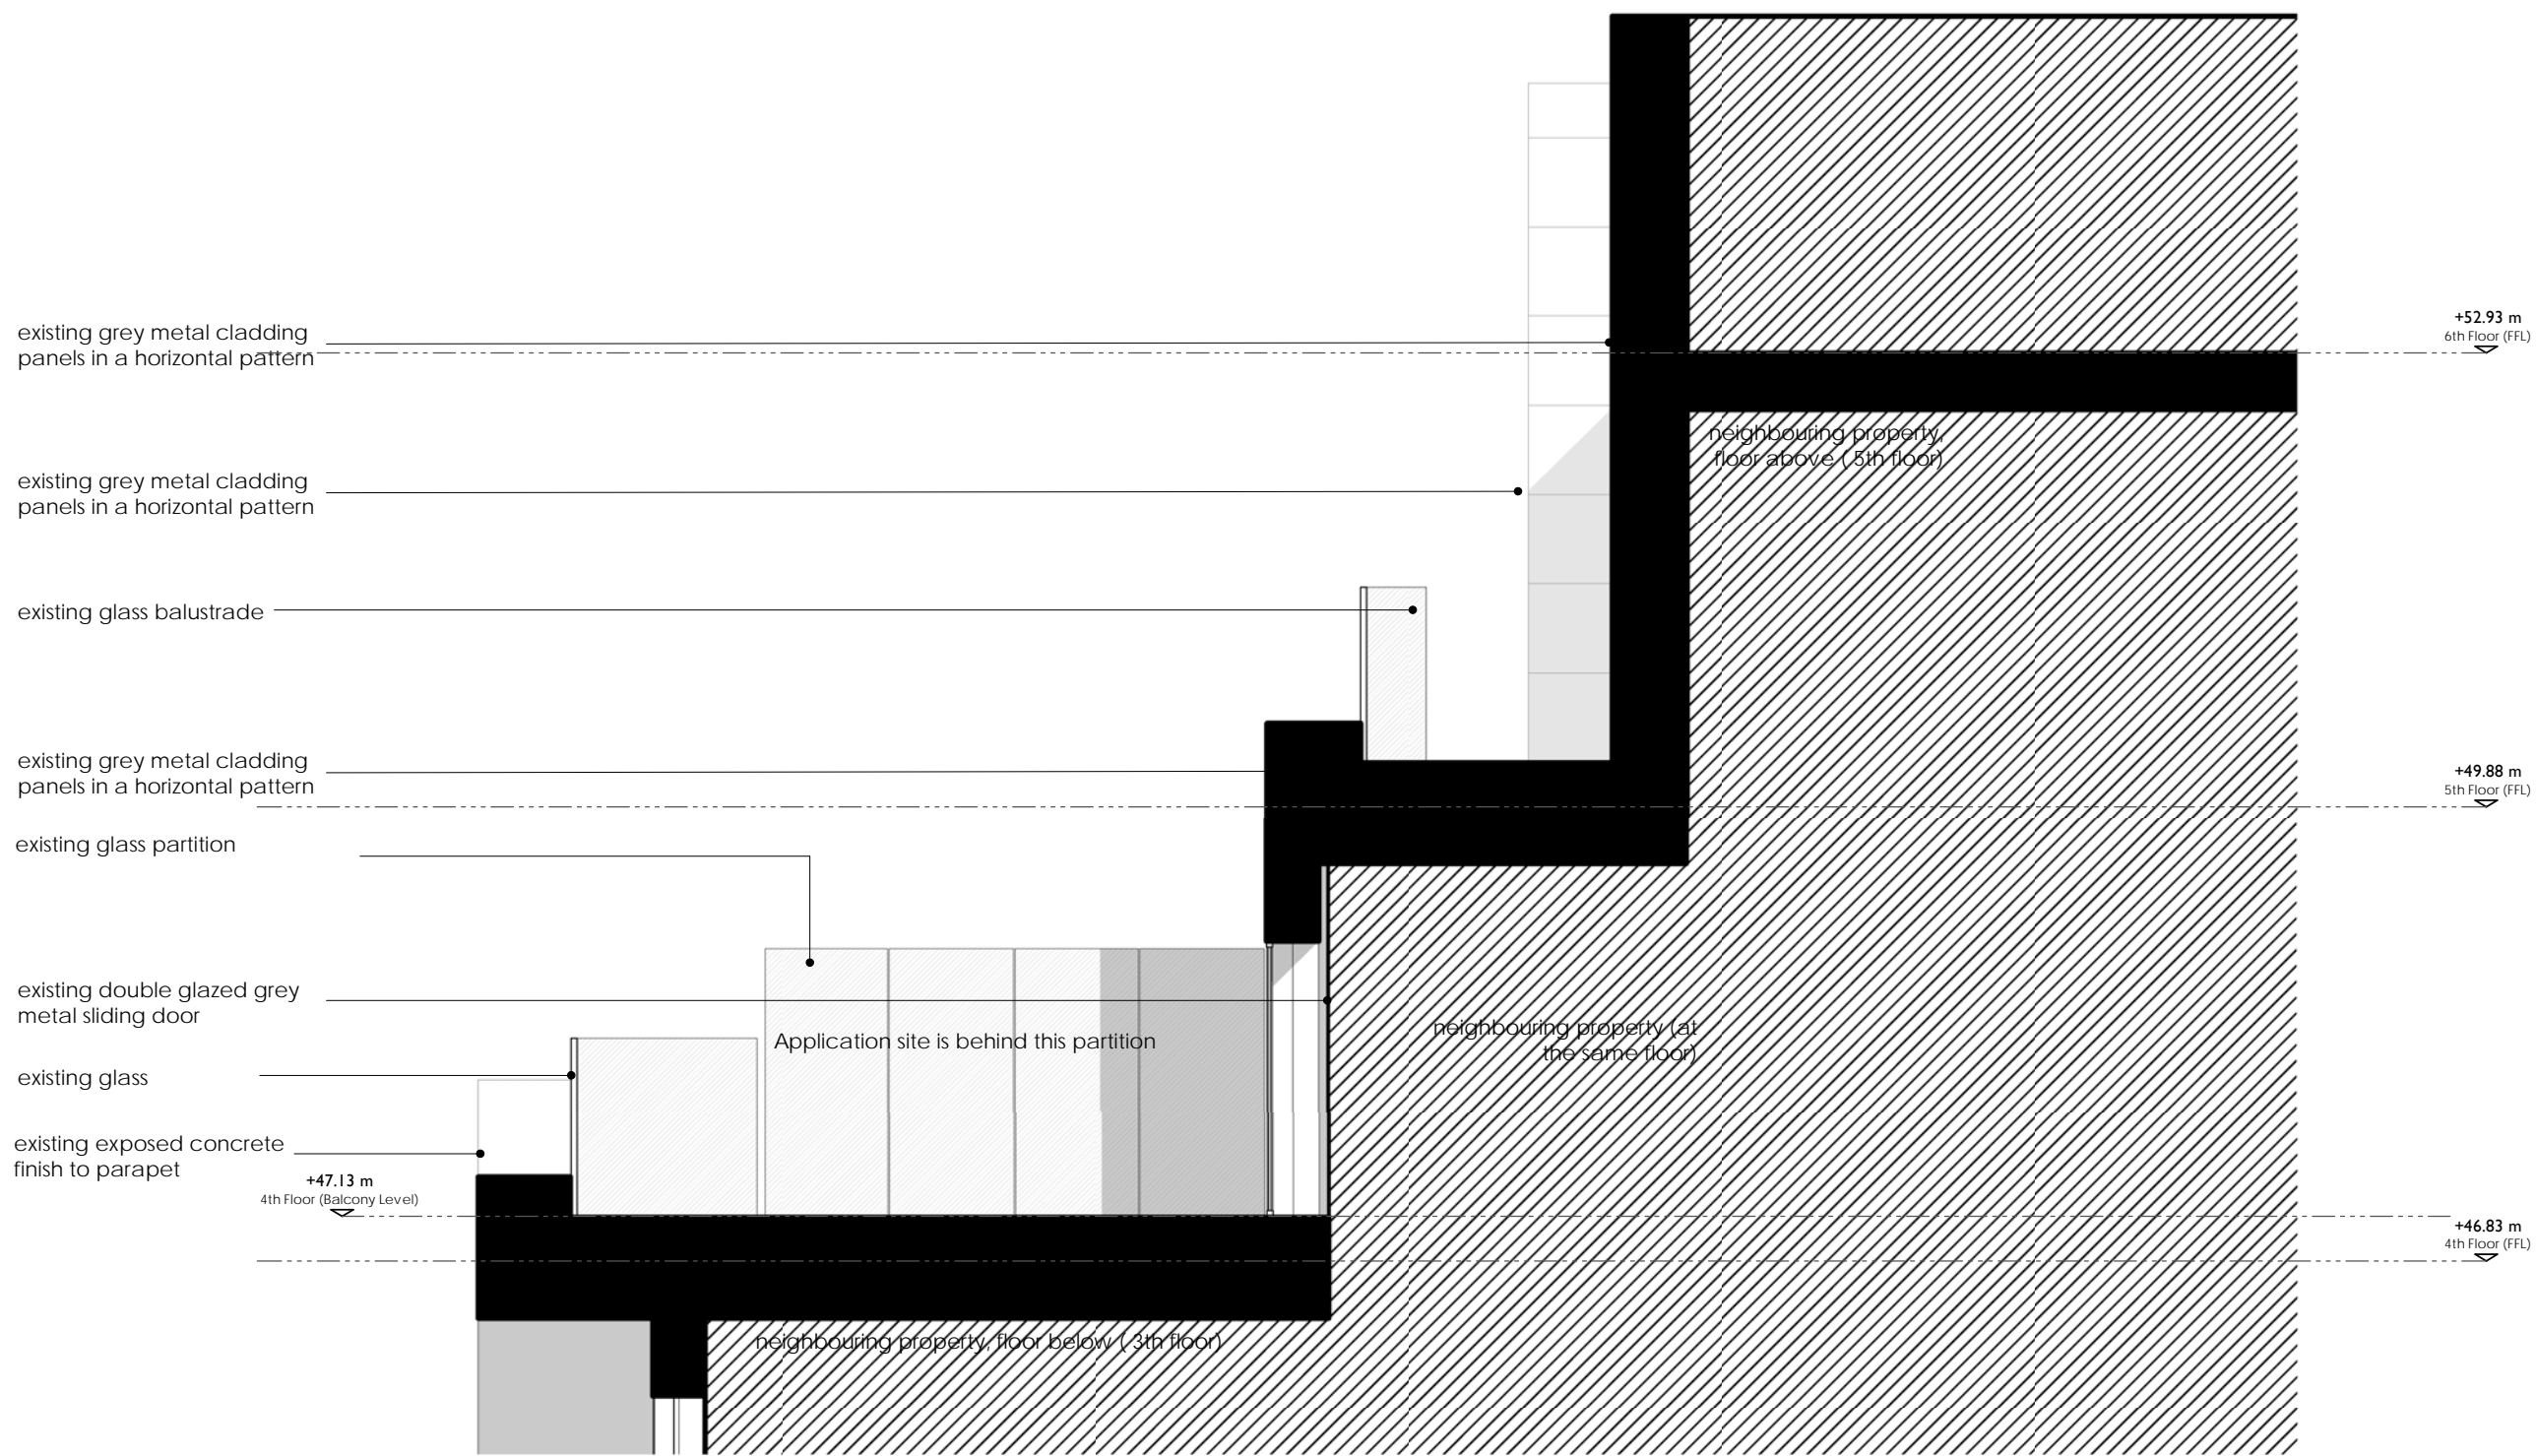 existing grey metal cladding
panels in a horizontal pattern
+52.93 m
6th Floor (FFL)
neighbouring property,
floor above ( 5th floor)
existing grey metal cladding
panels in a horizontal pattern
existing glass balustrade
existing grey metal cladding
panels in a horizontal pattern
+49.88 m
5th Floor (FFL)
existing glass partition
existing double glazed grey
metal sliding door
Application site is behind this partition
neighbouring property (at
the same floor)
existing glass
existing exposed concrete
finish to parapet
+47.13 m
4th Floor (Balcony Level)
+46.83 m
4th Floor (FFL)
neighbouring property, floor below ( 3th floor)